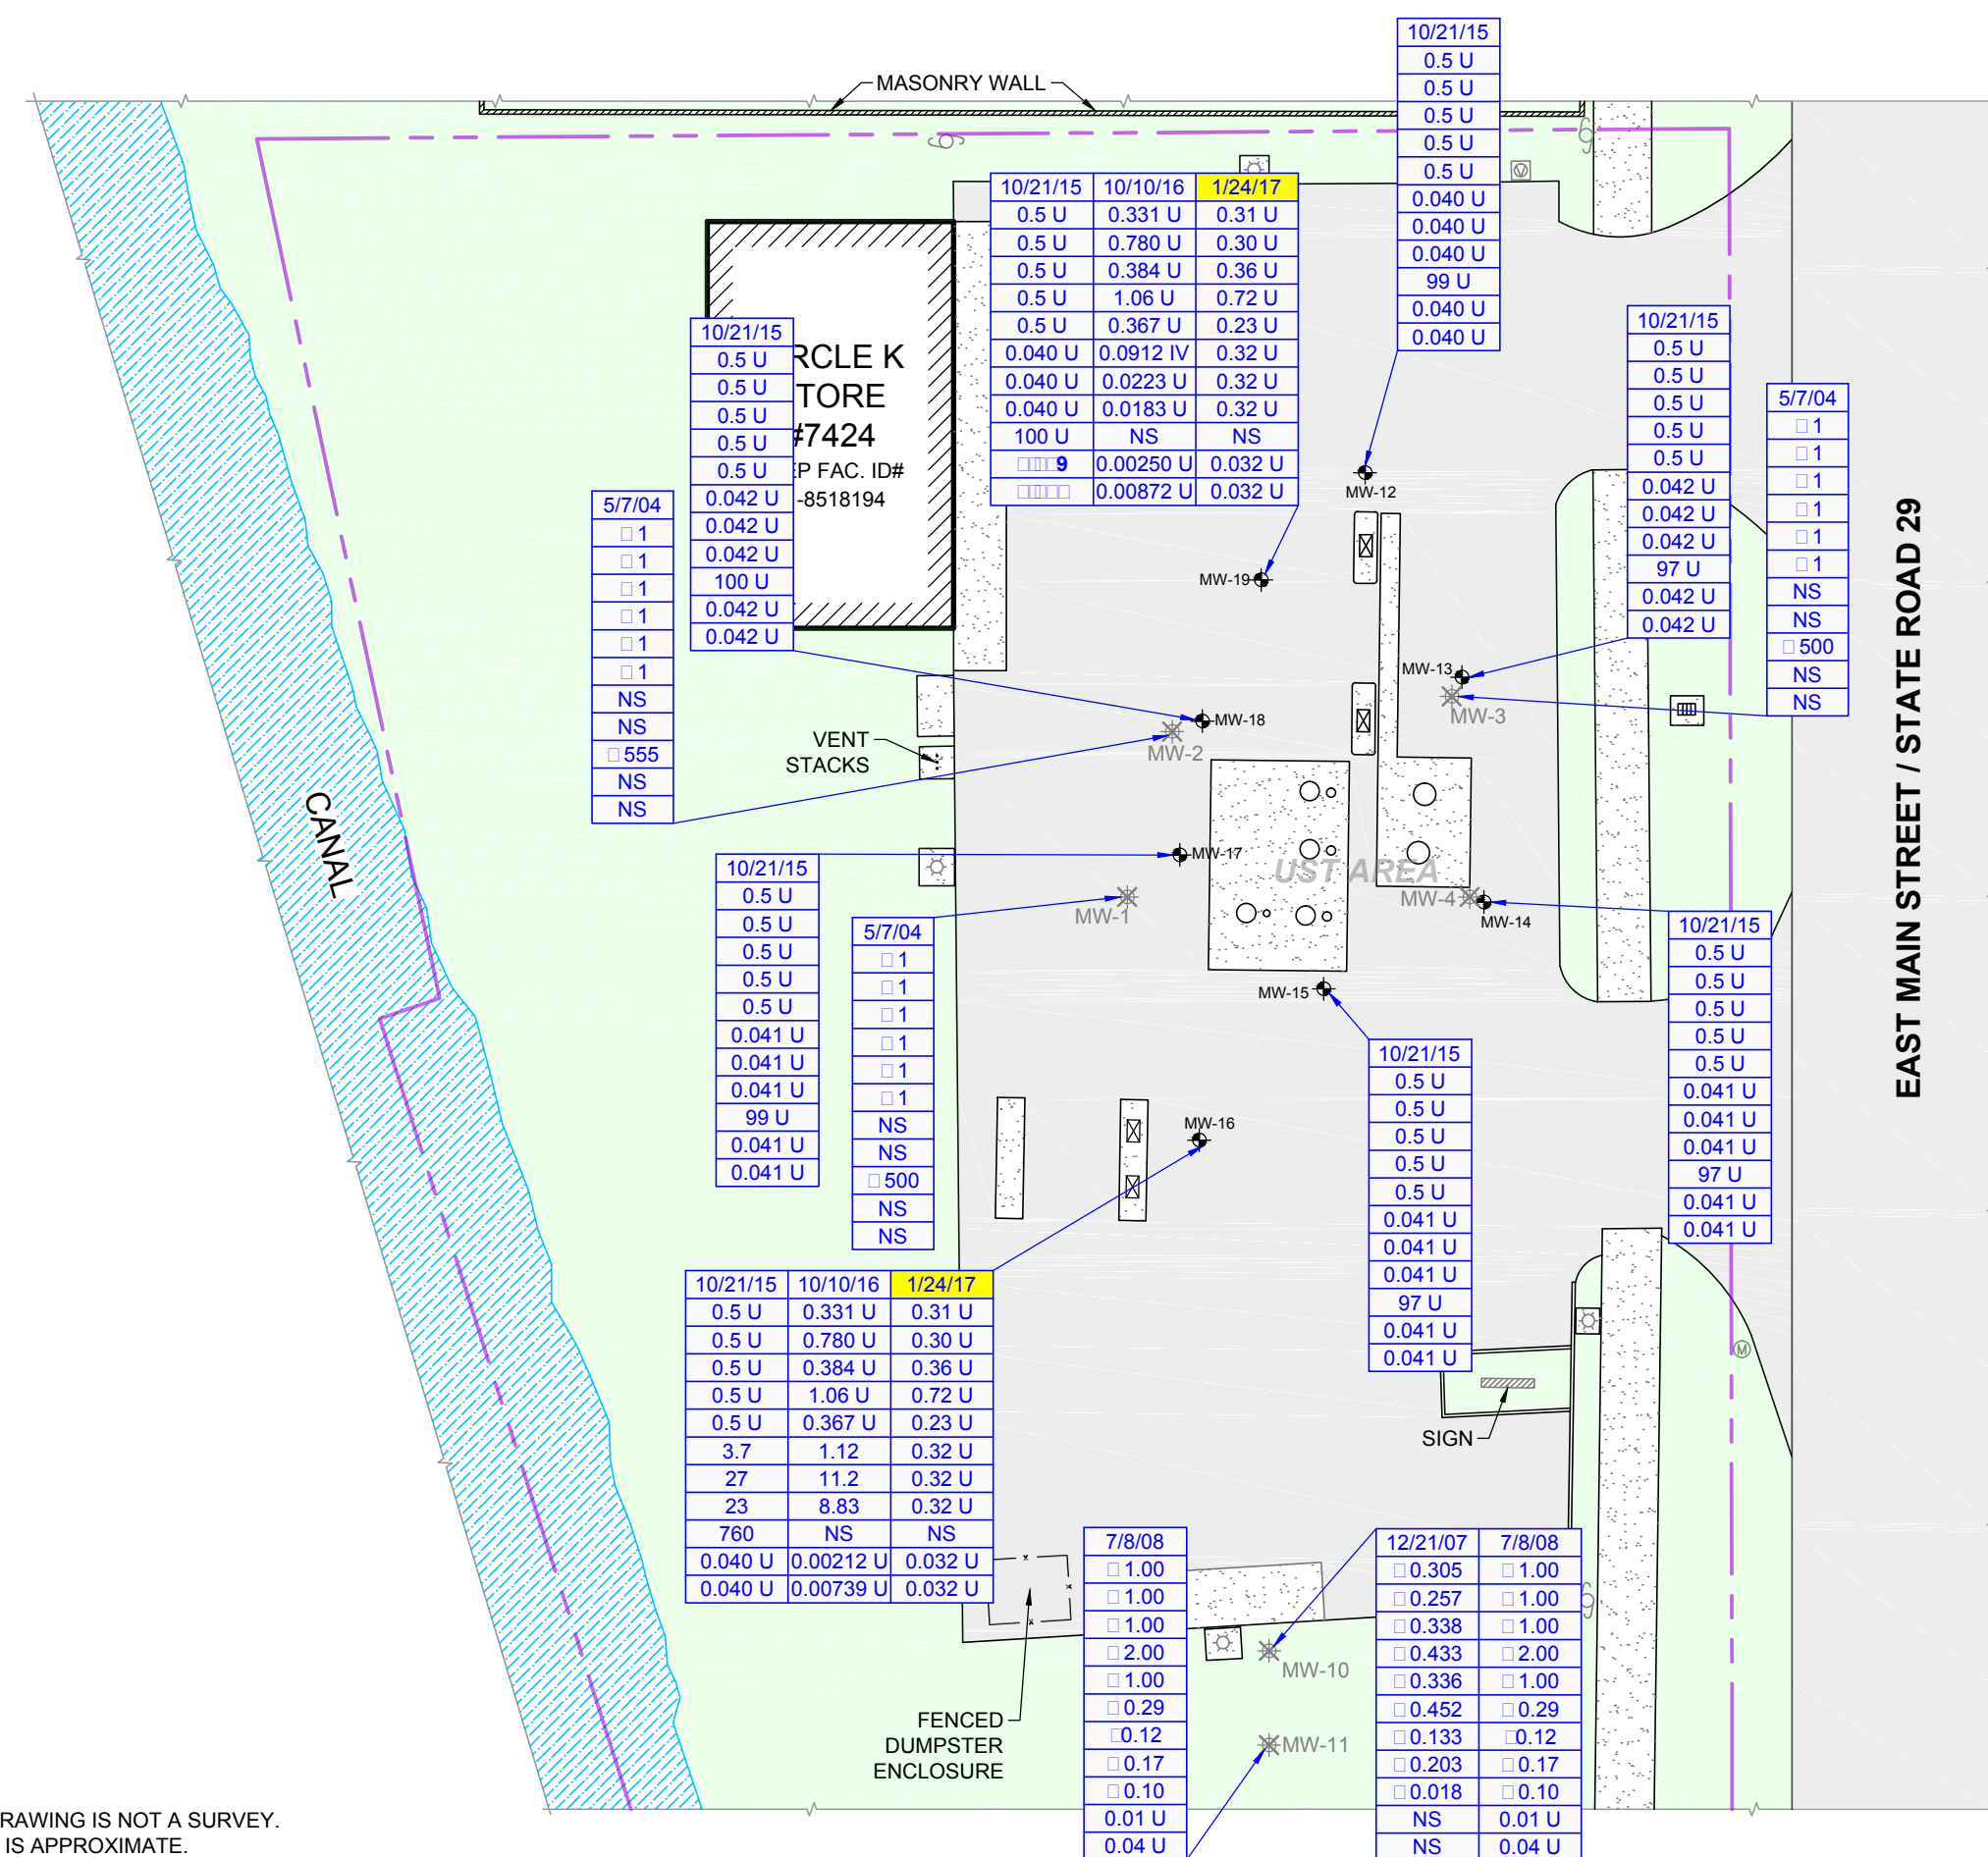 MASONRY WALL
10/21/15
0.5 U
0.5 U
0.5 U
0.5 U
0.5 U
0.040 U
0.040 U
0.040 U
99 U
0.040 U
0.040 U
MW-12
10/21/15 10/10/16 1/24/17
0.5 U 0.331 U 0.31 U
0.5 U 0.780 U 0.30 U
0.5 U 0.384 U 0.36 U
0.5 U 1.06 U 0.72 U
0.5 U 0.367 U 0.23 U
0.040 U 0.0912 IV 0.32 U
0.040 U 0.0223 U 0.32 U
0.040 U 0.0183 U 0.32 U
100 U NS NS
9 0.00250 U 0.032 U
0.00872 U 0.032 U
MW-19
RCLE K
TORE
#7424
EP FAC. ID#
-8518194
10/21/15
0.5 U
0.5 U
0.5 U
0.5 U
0.5 U
0.042 U
0.042 U
0.042 U
100 U
0.042 U
0.042 U
MW-18
5/7/04
□ 1
□ 1
□ 1
□ 1
□ 1
□ 1
NS
NS
□ 555
NS
NS
MW-2
10/21/15
0.5 U
0.5 U
0.5 U
0.5 U
0.5 U
0.042 U
0.042 U
0.042 U
97 U
0.042 U
0.042 U
MW-13
5/7/04
□ 1
□ 1
□ 1
□ 1
□ 1
□ 1
NS
NS
□ 500
NS
NS
MW-3
EAST MAIN STREET / STATE ROAD 29
VENT
STACKS
CANAL
10/21/15
0.5 U
0.5 U
0.5 U
0.5 U
0.5 U
0.041 U
0.041 U
0.041 U
99 U
0.041 U
0.041 U
MW-17
5/7/04
□ 1
□ 1
□ 1
□ 1
□ 1
□ 1
NS
NS
□ 500
NS
NS
MW-1
UST AREA
MW-4
MW-14
10/21/15
0.5 U
0.5 U
0.5 U
0.5 U
0.5 U
0.041 U
0.041 U
0.041 U
97 U
0.041 U
0.041 U
MW-15
10/21/15
0.5 U
0.5 U
0.5 U
0.5 U
0.5 U
0.041 U
0.041 U
0.041 U
97 U
0.041 U
0.041 U
MW-16
10/21/15 10/10/16 1/24/17
0.5 U 0.331 U 0.31 U
0.5 U 0.780 U 0.30 U
0.5 U 0.384 U 0.36 U
0.5 U 1.06 U 0.72 U
0.5 U 0.367 U 0.23 U
3.7 1.12 0.32 U
27 11.2 0.32 U
23 8.83 0.32 U
760 NS NS
0.040 U 0.00212 U 0.032 U
0.040 U 0.00739 U 0.032 U
SIGN
M
7/8/08
□ 1.00
□ 1.00
□ 1.00
□ 2.00
□ 1.00
□ 0.29
□0.12
□ 0.17
□ 0.10
0.01 U
0.04 U
12/21/07 7/8/08
□ 0.305 □ 1.00
□ 0.257 □ 1.00
□ 0.338 □ 1.00
□ 0.433 □ 2.00
□ 0.336 □ 1.00
□ 0.452 □ 0.29
□ 0.133 □0.12
□ 0.203 □ 0.17
□ 0.018 □ 0.10
NS 0.01 U
NS 0.04 U
MW-10
MW-11
FENCED
DUMPSTER
ENCLOSURE
RAWING IS NOT A SURVEY.
IS APPROXIMATE.